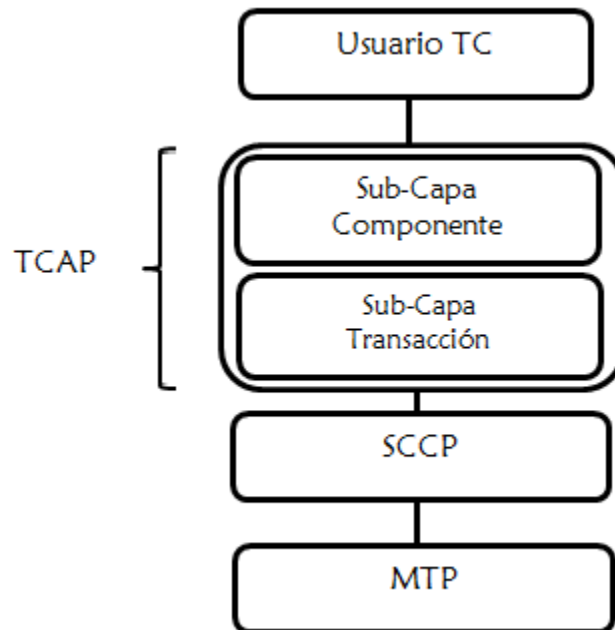 Usuario TC
Sub-Capa
Componente
TCAP
Sub-Capa
Transacción
SCCP
MTP